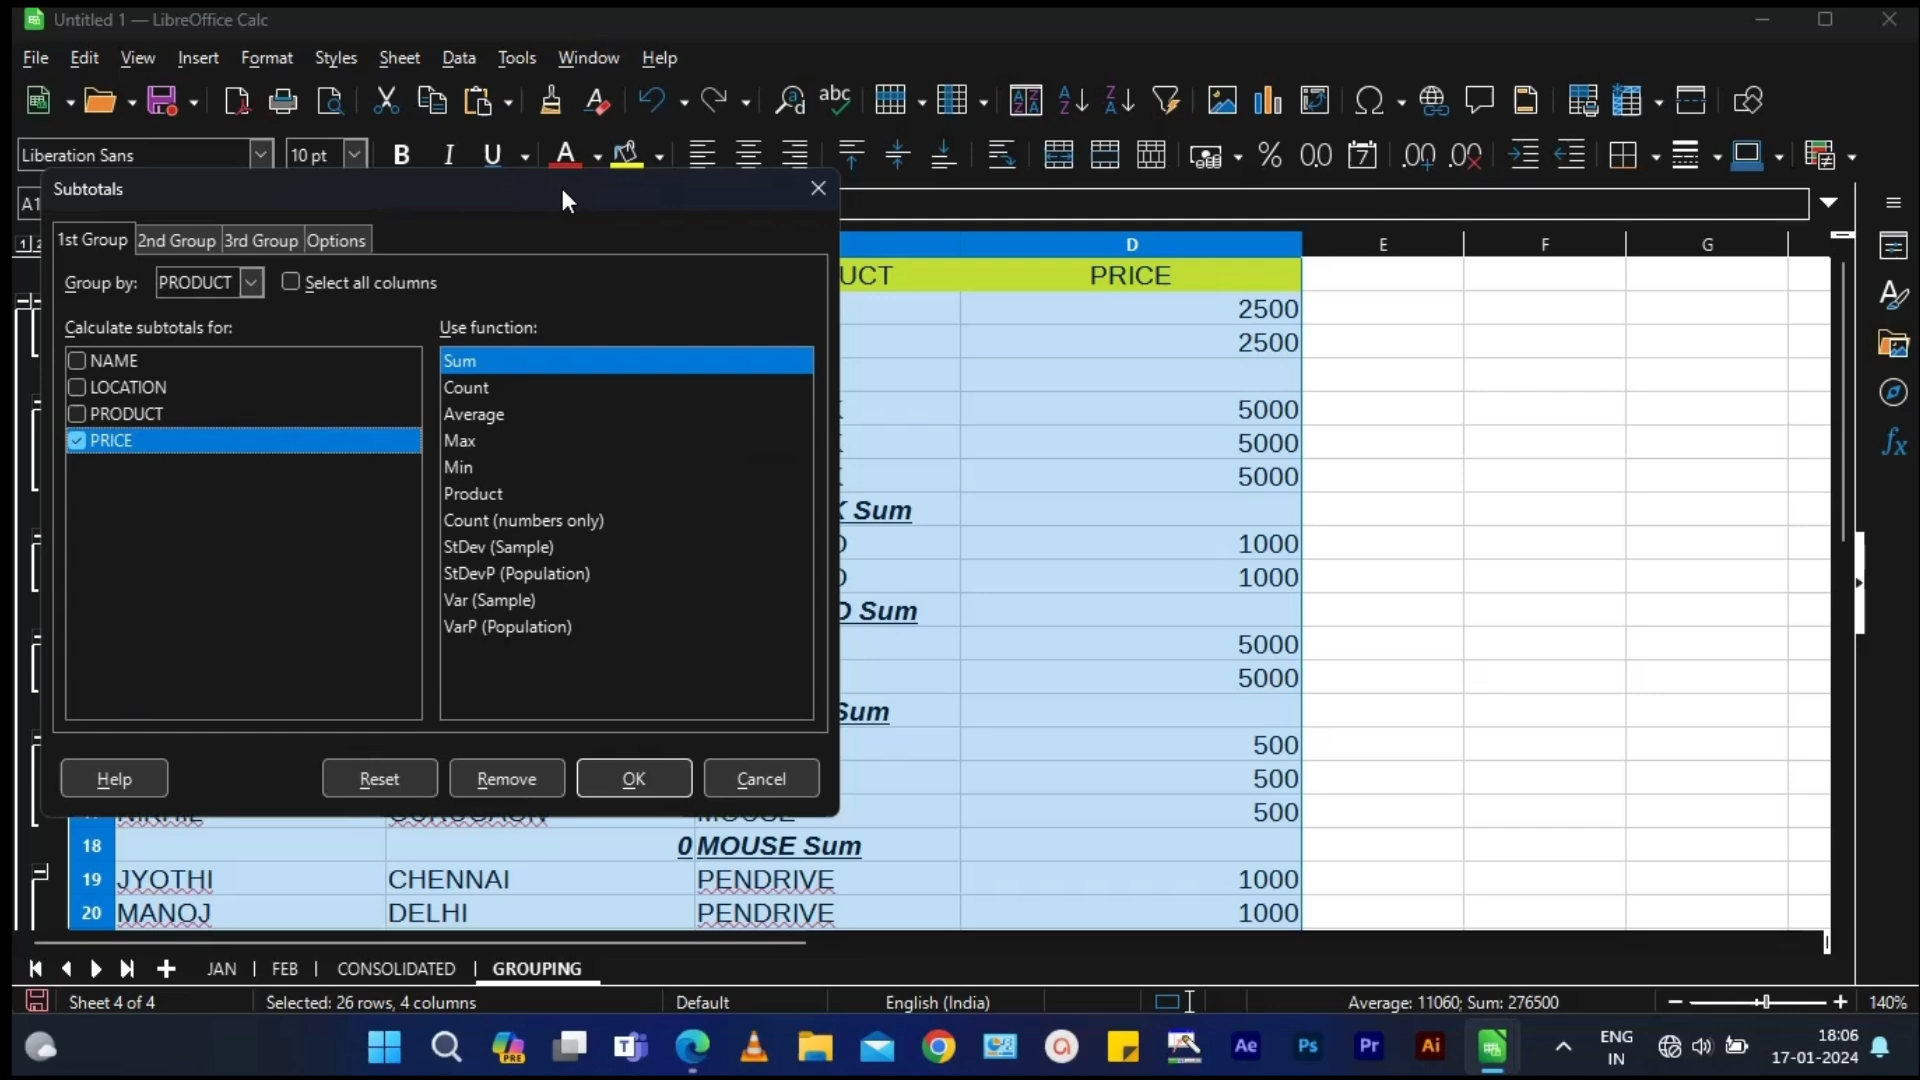 Untitled 1 — LibreOffice Calc
File Edit View Insert Format Styles Sheet Data Tools Window Help
Liberation Sans 10 pt
Subtotals
1st Group 2nd Group 3rd Group Options
D E F G
Group by: PRODUCT Select all columns
UCT PRICE
2500
Calculate subtotals for: Use function:
2500
NAME Sum
LOCATION Count
PRODUCT Average
5000
PRICE Max
5000
Min
5000
Product
K Sum
Count (numbers only)
StDev (Sample)
1000
StDevP (Population)
1000
Var (Sample)
D Sum
VarP (Population)
5000
5000
Sum
500
Help Reset Remove OK Cancel
500
500
18 0 MOUSE Sum
19 JYOTHI CHENNAI PENDRIVE 1000
20 MANOJ DELHI PENDRIVE 1000
JAN FEB CONSOLIDATED GROUPING
Sheet 4 of 4 Selected: 26 rows, 4 columns Default English (India) Average: 11060; Sum: 276500 140%
ENG
IN
18:06
17-01-2024